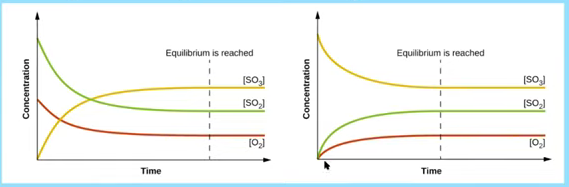 Equilibrium is reached
[SO3]
[SO2]
[O2]
Concentration
Time
Equilibrium is reached
[SO3]
[SO2]
[O2]
Concentration
Time